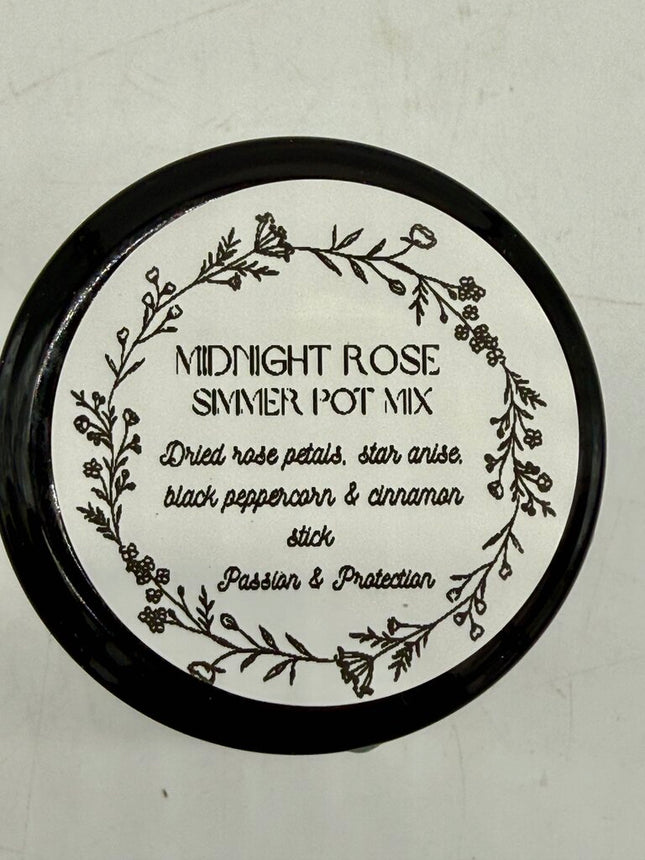 MIDNIGHT ROSE
SIMMER POT MIX
Dried rose petals, star anise,
black peppercorn & cinnamon
stick
Passion & Protection